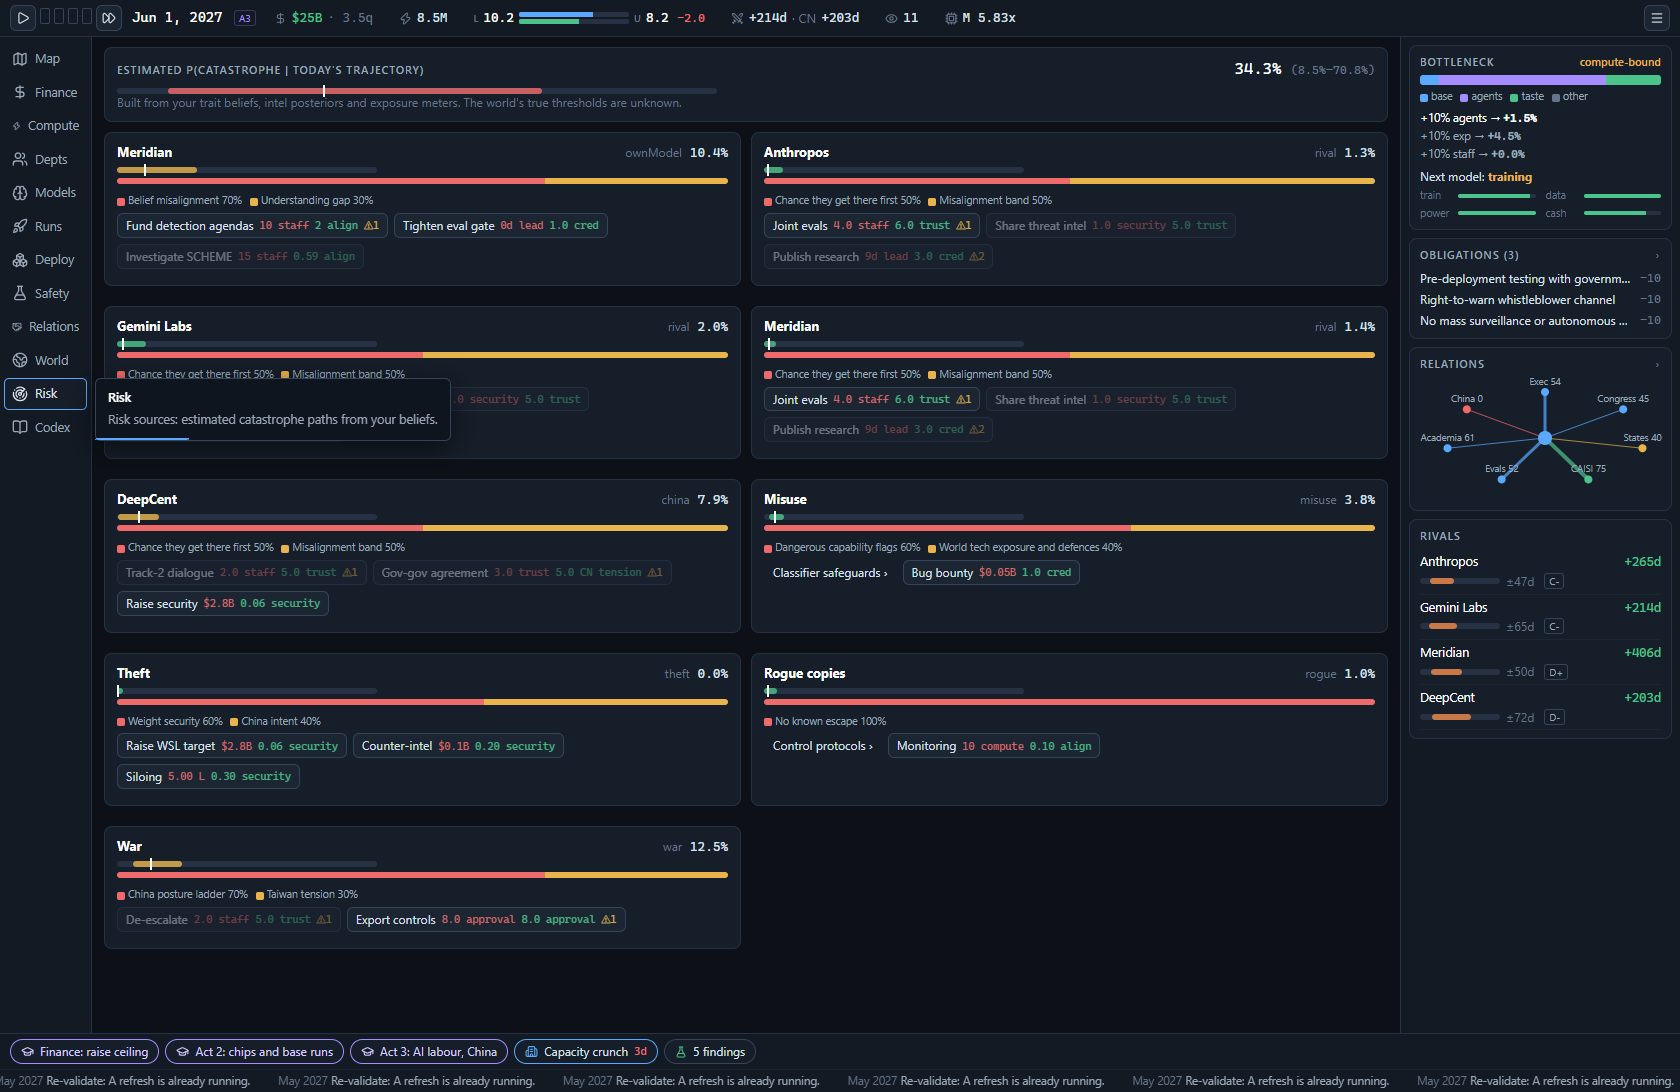 Jun 1, 2027 A3 $ $25B · 3.5q 8.5M L 10.2 U 8.2 −2.0 +214d · CN +203d 11 M 5.83x
Map
Finance
Compute
Depts
Models
Runs
Deploy
Safety
Relations
World
Risk
Codex
ESTIMATED P(CATASTROPHE | TODAY'S TRAJECTORY) 34.3% (8.5%–70.8%)
Built from your trait beliefs, intel posteriors and exposure meters. The world's true thresholds are unknown.
Meridian ownModel 10.4%
Belief misalignment 70% Understanding gap 30%
Fund detection agendas 10 staff 2 align ⚠1 Tighten eval gate 0d lead 1.0 cred
Investigate SCHEME 15 staff 0.59 align
Anthropos rival 1.3%
Chance they get there first 50% Misalignment band 50%
Joint evals 4.0 staff 6.0 trust ⚠1 Share threat intel 1.0 security 5.0 trust
Publish research 9d lead 3.0 cred ⚠2
Gemini Labs rival 2.0%
Chance they get there first 50% Misalignment band 50%
.0 security 5.0 trust
Risk
Risk sources: estimated catastrophe paths from your beliefs.
Meridian rival 1.4%
Chance they get there first 50% Misalignment band 50%
Joint evals 4.0 staff 6.0 trust ⚠1 Share threat intel 1.0 security 5.0 trust
Publish research 9d lead 3.0 cred ⚠2
DeepCent china 7.9%
Chance they get there first 50% Misalignment band 50%
Track-2 dialogue 2.0 staff 5.0 trust ⚠1 Gov-gov agreement 3.0 trust 5.0 CN tension ⚠1
Raise security $2.8B 0.06 security
Misuse misuse 3.8%
Dangerous capability flags 60% World tech exposure and defences 40%
Classifier safeguards › Bug bounty $0.05B 1.0 cred
Theft theft 0.0%
Weight security 60% China intent 40%
Raise WSL target $2.8B 0.06 security Counter-intel $0.1B 0.20 security
Siloing 5.00 L 0.30 security
Rogue copies rogue 1.0%
No known escape 100%
Control protocols › Monitoring 10 compute 0.10 align
War war 12.5%
China posture ladder 70% Taiwan tension 30%
De-escalate 2.0 staff 5.0 trust ⚠1 Export controls 8.0 approval 8.0 approval ⚠1
BOTTLENECK compute-bound
base agents taste other
+10% agents → +1.5%
+10% exp → +4.5%
+10% staff → +0.0%
Next model: training
train data
power cash
OBLIGATIONS (3) ›
Pre-deployment testing with governm... −10
Right-to-warn whistleblower channel −10
No mass surveillance or autonomous ... −10
RELATIONS ›
Exec 54
China 0 Congress 45
Academia 61 States 40
Evals 52 CAISI 75
RIVALS
Anthropos +265d
±47d C-
Gemini Labs +214d
±65d C-
Meridian +406d
±50d D+
DeepCent +203d
±72d D-
Finance: raise ceiling Act 2: chips and base runs Act 3: AI labour, China Capacity crunch 3d 5 findings
May 2027 Re-validate: A refresh is already running. May 2027 Re-validate: A refresh is already running. May 2027 Re-validate: A refresh is already running. May 2027 Re-validate: A refresh is already running. May 2027 Re-validate: A refresh is already running. May 2027 Re-validate: A refresh is already running.